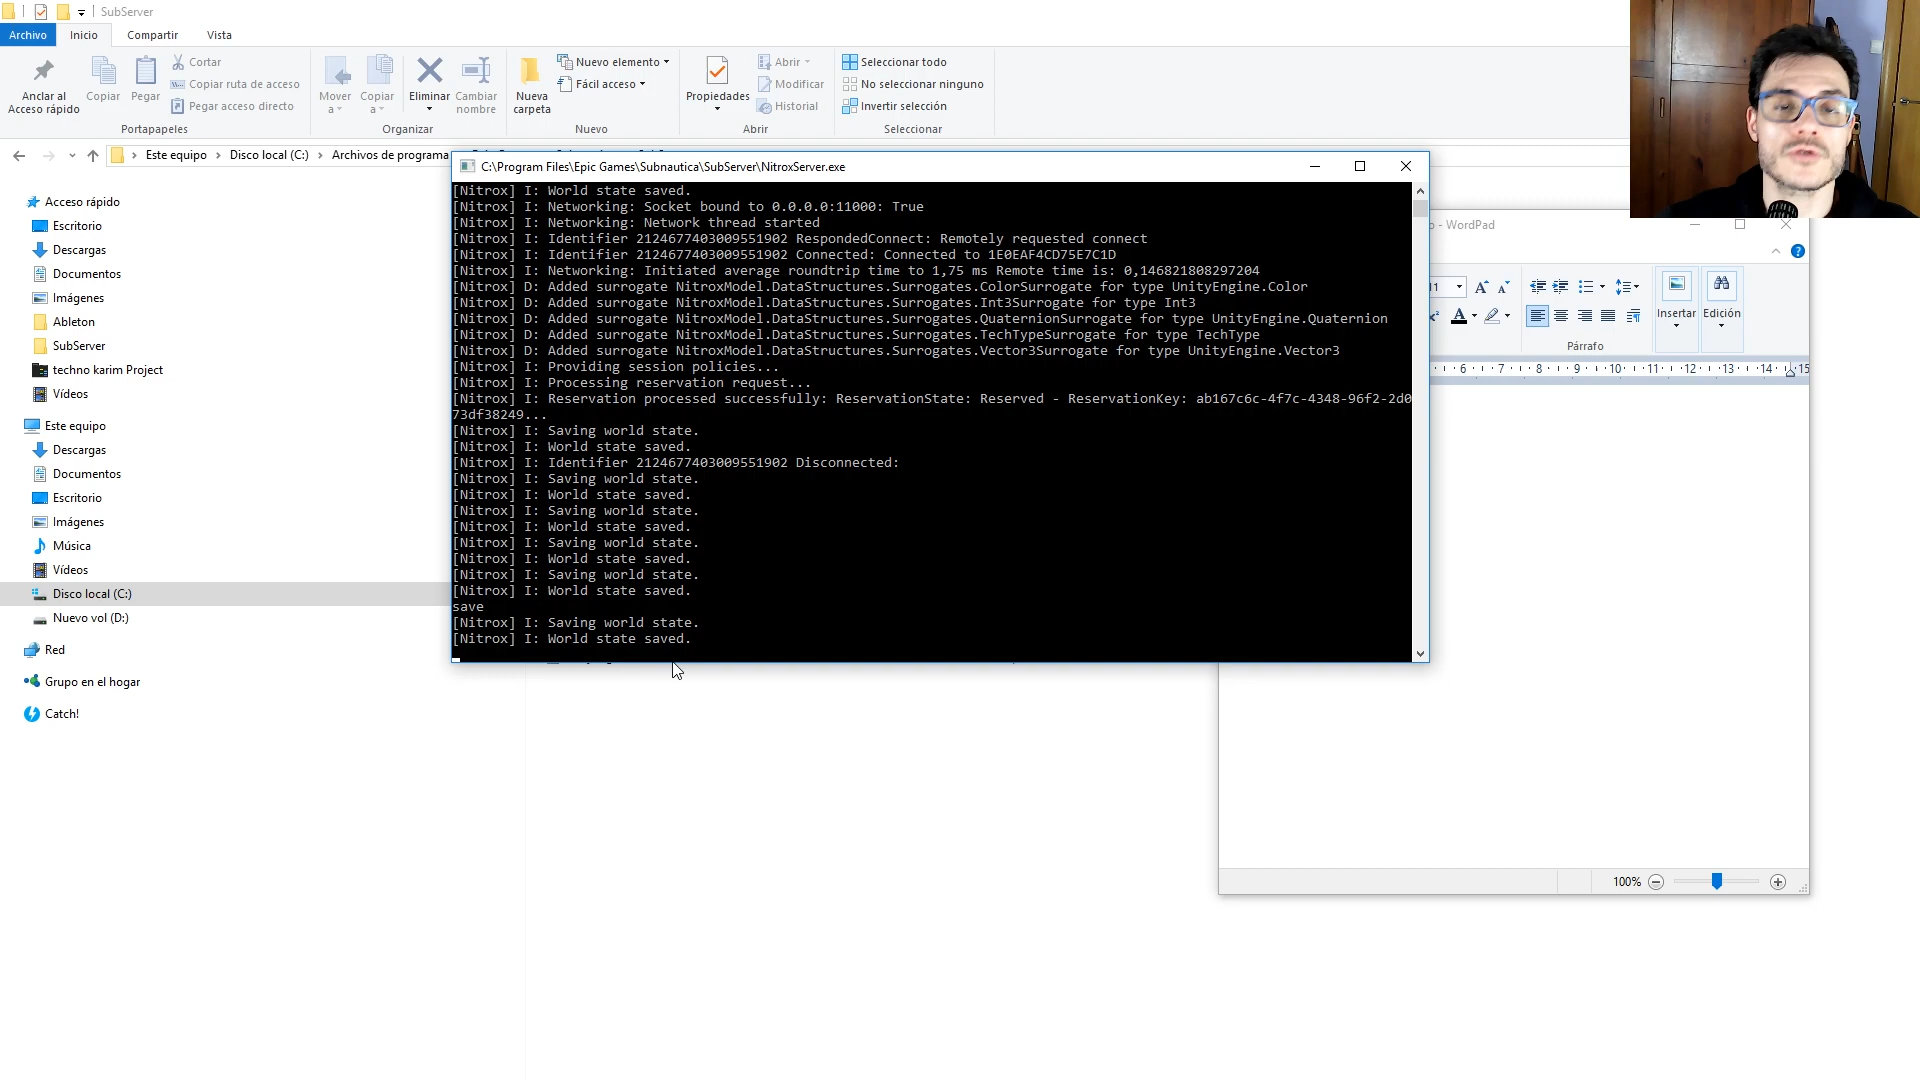 SubServer
Archivo
Inicio
Compartir
Vista
Anclar al
Acceso rápido
Copiar
Pegar
Cortar
Copiar ruta de acceso
Pegar acceso directo
Portapapeles
Mover
a
Copiar
a
Eliminar
Cambiar
nombre
Organizar
Nueva
carpeta
Nuevo elemento
Fácil acceso
Nuevo
Propiedades
Abrir
Modificar
Historial
Abrir
Seleccionar todo
No seleccionar ninguno
Invertir selección
Seleccionar
Este equipo
Disco local (C:)
Archivos de programa
Acceso rápido
Escritorio
Descargas
Documentos
Imágenes
Ableton
SubServer
techno karim Project
Vídeos
Este equipo
Descargas
Documentos
Escritorio
Imágenes
Música
Vídeos
Disco local (C:)
Nuevo vol (D:)
Red
Grupo en el hogar
Catch!
C:\Program Files\Epic Games\Subnautica\SubServer\NitroxServer.exe
[Nitrox] I: World state saved.
[Nitrox] I: Networking: Socket bound to 0.0.0.0:11000: True
[Nitrox] I: Networking: Network thread started
[Nitrox] I: Identifier 2124677403009551902 RespondedConnect: Remotely requested connect
[Nitrox] I: Identifier 2124677403009551902 Connected: Connected to 1E0EAF4CD75E7C1D
[Nitrox] I: Networking: Initiated average roundtrip time to 1,75 ms Remote time is: 0,146821808297204
[Nitrox] D: Added surrogate NitroxModel.DataStructures.Surrogates.ColorSurrogate for type UnityEngine.Color
[Nitrox] D: Added surrogate NitroxModel.DataStructures.Surrogates.Int3Surrogate for type Int3
[Nitrox] D: Added surrogate NitroxModel.DataStructures.Surrogates.QuaternionSurrogate for type UnityEngine.Quaternion
[Nitrox] D: Added surrogate NitroxModel.DataStructures.Surrogates.TechTypeSurrogate for type TechType
[Nitrox] D: Added surrogate NitroxModel.DataStructures.Surrogates.Vector3Surrogate for type UnityEngine.Vector3
[Nitrox] I: Providing session policies...
[Nitrox] I: Processing reservation request...
[Nitrox] I: Reservation processed successfully: ReservationState: Reserved - ReservationKey: ab167c6c-4f7c-4348-96f2-2d0
73df38249...
[Nitrox] I: Saving world state.
[Nitrox] I: World state saved.
[Nitrox] I: Identifier 2124677403009551902 Disconnected:
[Nitrox] I: Saving world state.
[Nitrox] I: World state saved.
[Nitrox] I: Saving world state.
[Nitrox] I: World state saved.
[Nitrox] I: Saving world state.
[Nitrox] I: World state saved.
[Nitrox] I: Saving world state.
[Nitrox] I: World state saved.
save
[Nitrox] I: Saving world state.
[Nitrox] I: World state saved.
o - WordPad
11
Insertar
Edición
Párrafo
6 7 8 9 10 11 12 13 14 15
100%